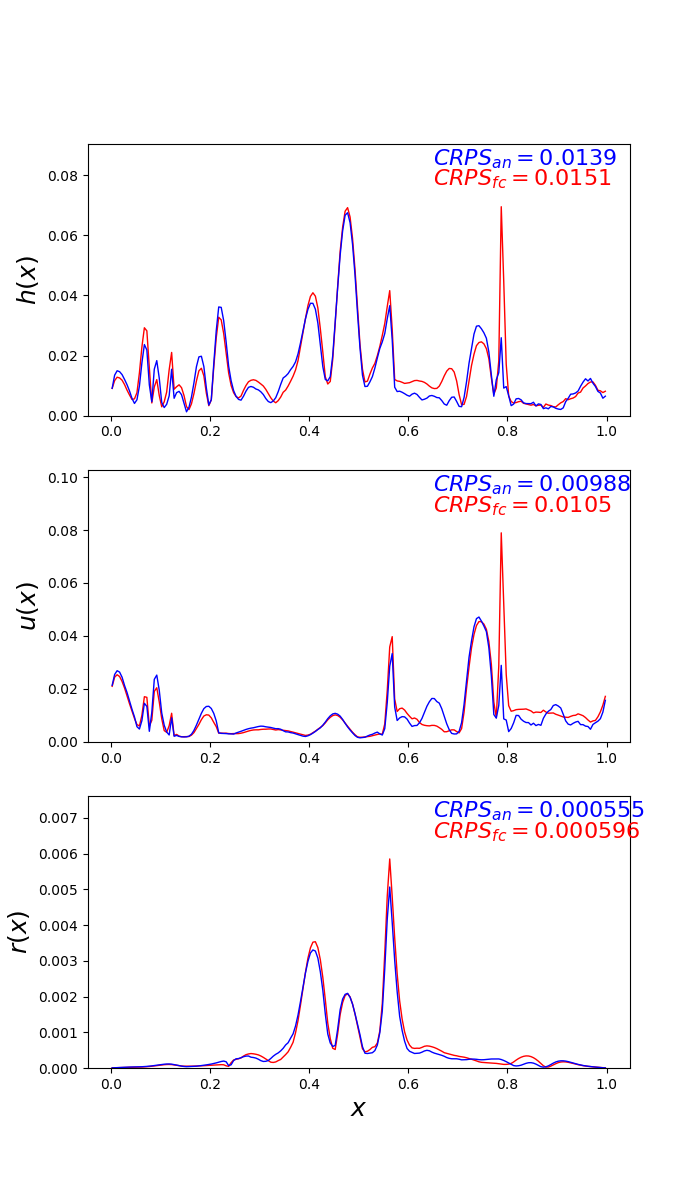 CRPS_an = 0.0139
CRPS_fc = 0.0151
0.08
0.06
0.04
0.02
0.00
h(x)
0.0 0.2 0.4 0.6 0.8 1.0
CRPS_an = 0.00988
CRPS_fc = 0.0105
0.10
0.08
0.06
0.04
0.02
0.00
u(x)
0.0 0.2 0.4 0.6 0.8 1.0
CRPS_an = 0.000555
CRPS_fc = 0.000596
0.007
0.006
0.005
0.004
0.003
0.002
0.001
0.000
r(x)
0.0 0.2 0.4 0.6 0.8 1.0
x